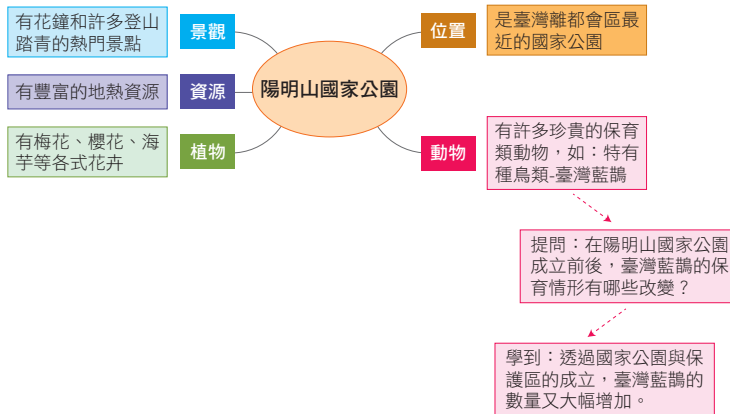 陽明山國家公園
景觀
有花鐘和許多登山
踏青的熱門景點
資源
有豐富的地熱資源
植物
有梅花、櫻花、海
芋等各式花卉
位置
是臺灣離都會區最
近的國家公園
動物
有許多珍貴的保育
類動物，如：特有
種鳥類-臺灣藍鵲
提問：在陽明山國家公園
成立前後，臺灣藍鵲的保
育情形有哪些改變？
學到：透過國家公園與保
護區的成立，臺灣藍鵲的
數量又大幅增加。